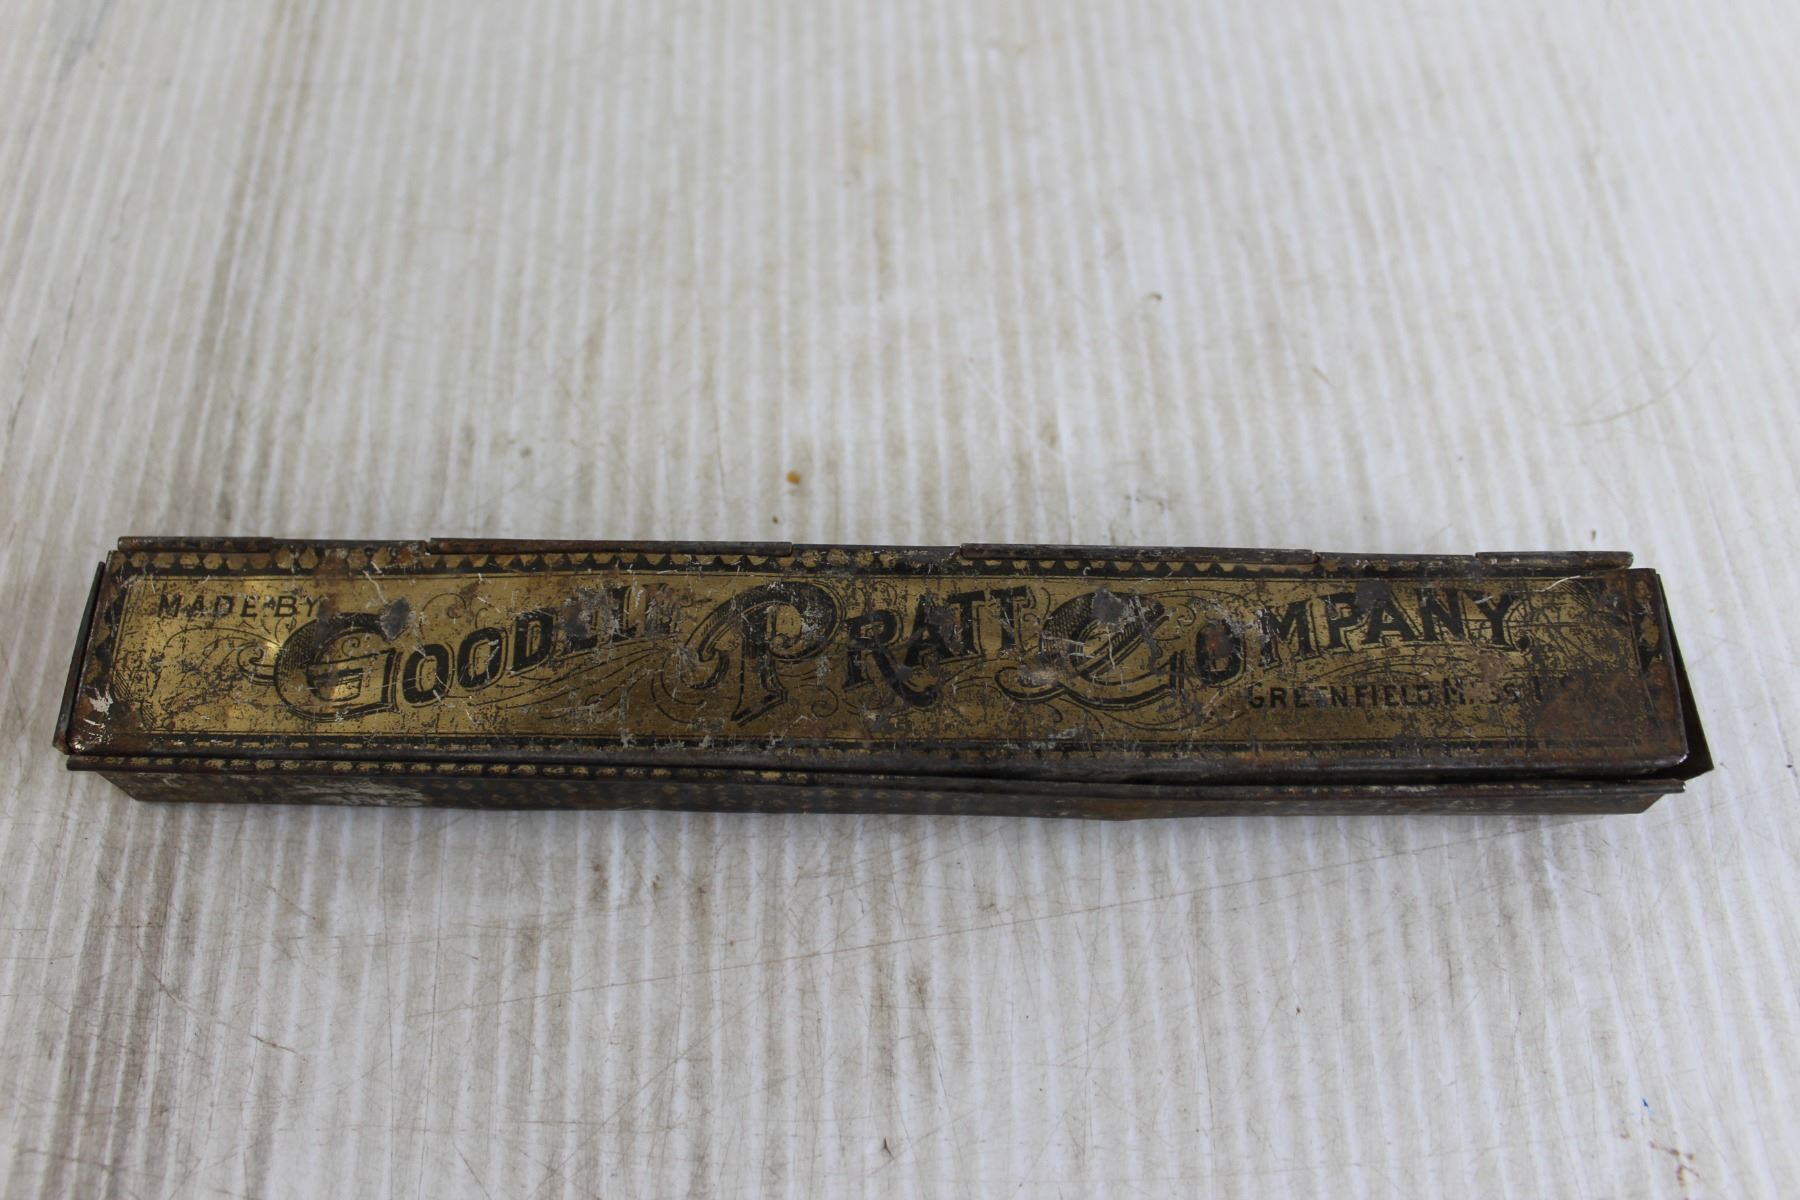 MADE BY
GOODELL PRATT COMPANY,
GREENFIELD, MASS